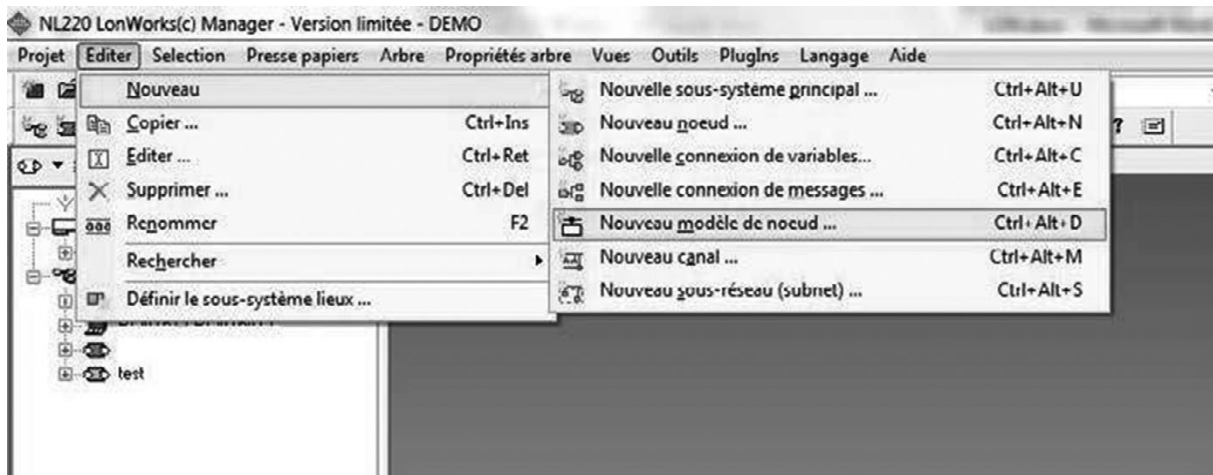 NL220 LonWorks(c) Manager - Version limitée - DEMO
Projet Editer Selection Presse papiers Arbre Propriétés arbre Vues Outils PlugIns Langage Aide
Nouveau
Copier ... Ctrl+Ins
Editer ... Ctrl+Ret
Supprimer ... Ctrl+Del
Renommer F2
Rechercher
Définir le sous-système lieux ...
Nouvelle sous-système principal ... Ctrl+Alt+U
Nouveau noeud ... Ctrl+Alt+N
Nouvelle connexion de variables... Ctrl+Alt+C
Nouvelle connexion de messages ... Ctrl+Alt+E
Nouveau modèle de noeud ... Ctrl+Alt+D
Nouveau canal ... Ctrl+Alt+M
Nouveau sous-réseau (subnet) ... Ctrl+Alt+S
test